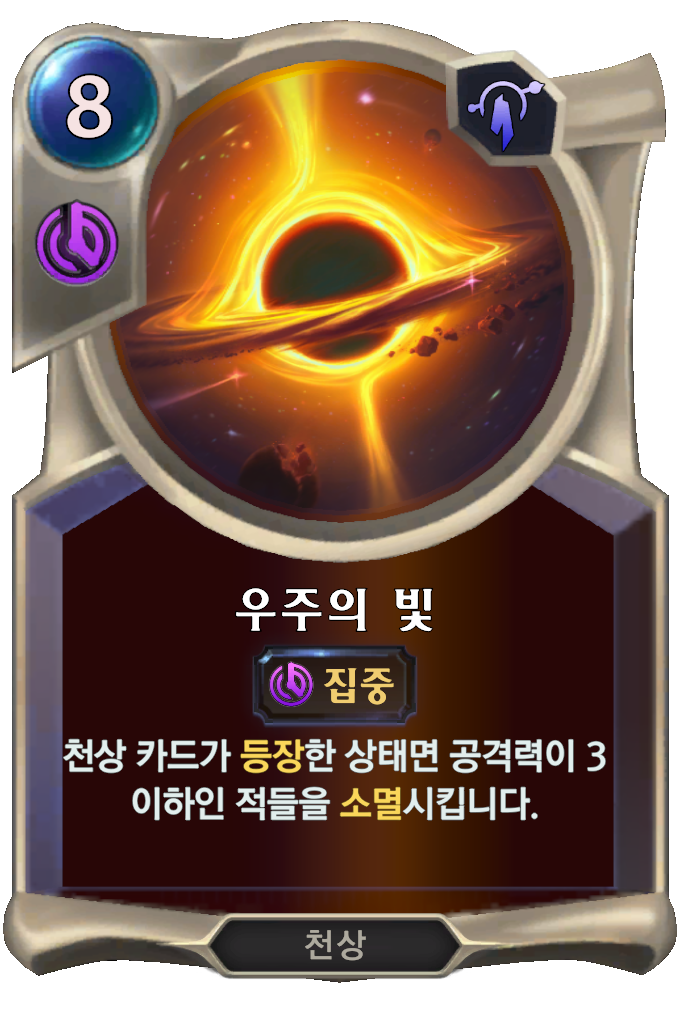 8
우주의 빛
집중
천상 카드가 등장한 상태면 공격력이 3
이하인 적들을 소멸시킵니다.
천상